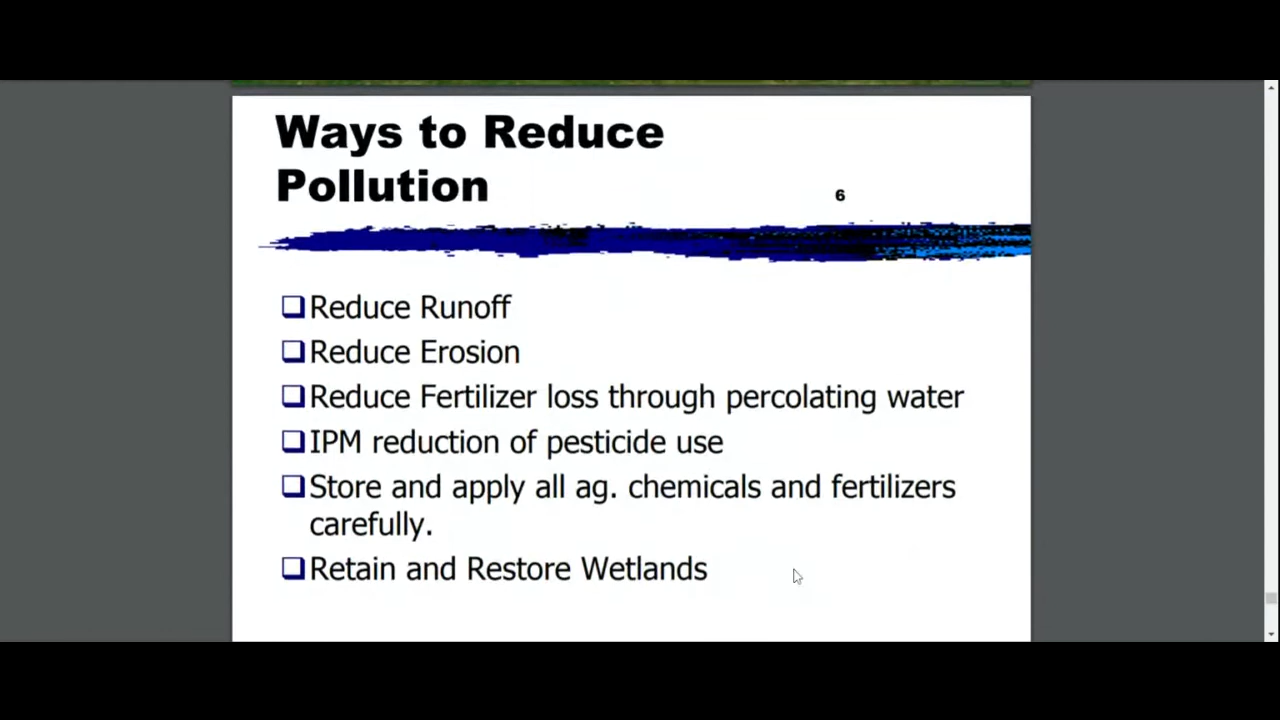 Ways to Reduce
Pollution
6
Reduce Runoff
Reduce Erosion
Reduce Fertilizer loss through percolating water
IPM reduction of pesticide use
Store and apply all ag. chemicals and fertilizers
carefully.
Retain and Restore Wetlands